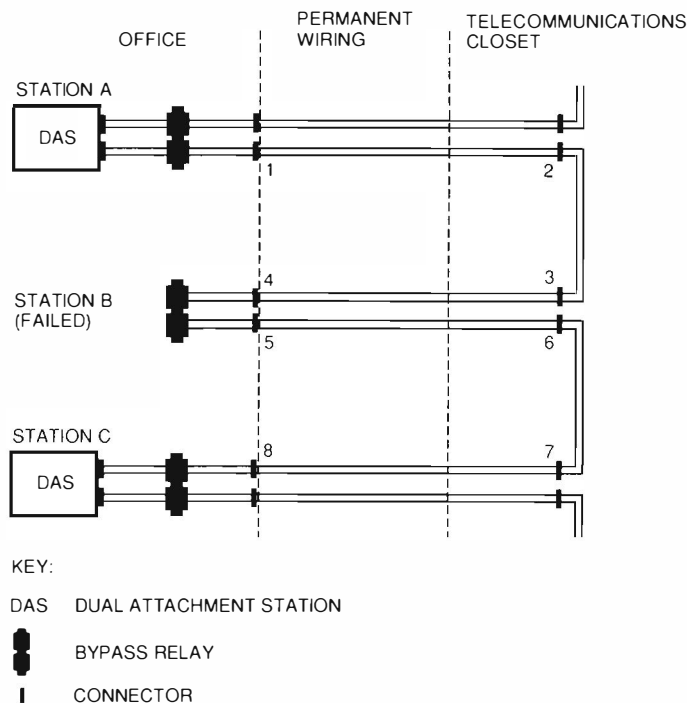 OFFICE
PERMANENT
WIRING
TELECOMMUNICATIONS
CLOSET
STATION A
DAS
1
2
4
3
STATION B
(FAILED)
5
6
STATION C
8
7
DAS
KEY:
DAS DUAL ATTACHMENT STATION
BYPASS RELAY
CONNECTOR